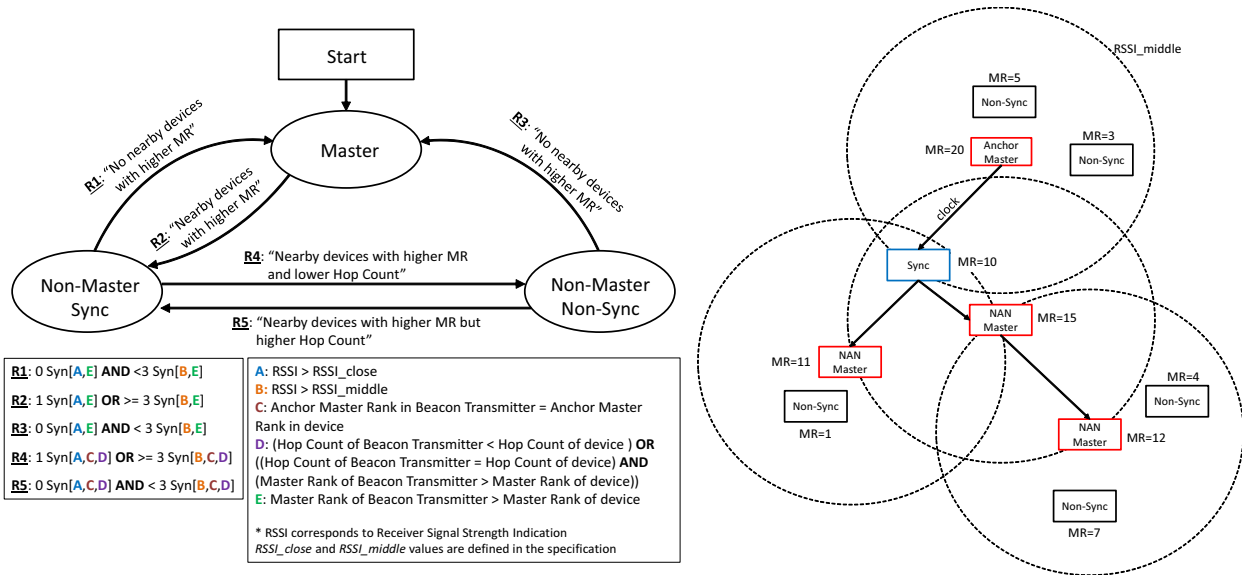 Start
Master
R1: “No nearby devices
with higher MR”
R2: “Nearby devices
with higher MR”
R3: “No nearby devices
with higher MR”
R4: “Nearby devices with higher MR
and lower Hop Count”
Non-Master
Sync
Non-Master
Non-Sync
R5: “Nearby devices with higher MR but
higher Hop Count”
R1: 0 Syn[A,E] AND <3 Syn[B,E]
R2: 1 Syn[A,E] OR >= 3 Syn[B,E]
R3: 0 Syn[A,E] AND < 3 Syn[B,E]
R4: 1 Syn[A,C,D] OR >= 3 Syn[B,C,D]
R5: 0 Syn[A,C,D] AND < 3 Syn[B,C,D]
A: RSSI > RSSI_close
B: RSSI > RSSI_middle
C: Anchor Master Rank in Beacon Transmitter = Anchor Master
Rank in device
D: (Hop Count of Beacon Transmitter < Hop Count of device ) OR
((Hop Count of Beacon Transmitter = Hop Count of device) AND
(Master Rank of Beacon Transmitter > Master Rank of device))
E: Master Rank of Beacon Transmitter > Master Rank of device
* RSSI corresponds to Receiver Signal Strength Indication
RSSI_close and RSSI_middle values are defined in the specification
RSSI_middle
MR=5
Non-Sync
MR=20
Anchor
Master
MR=3
Non-Sync
clock
Sync
MR=10
NAN
Master
MR=15
MR=11
NAN
Master
Non-Sync
MR=1
MR=4
Non-Sync
NAN
Master
MR=12
Non-Sync
MR=7